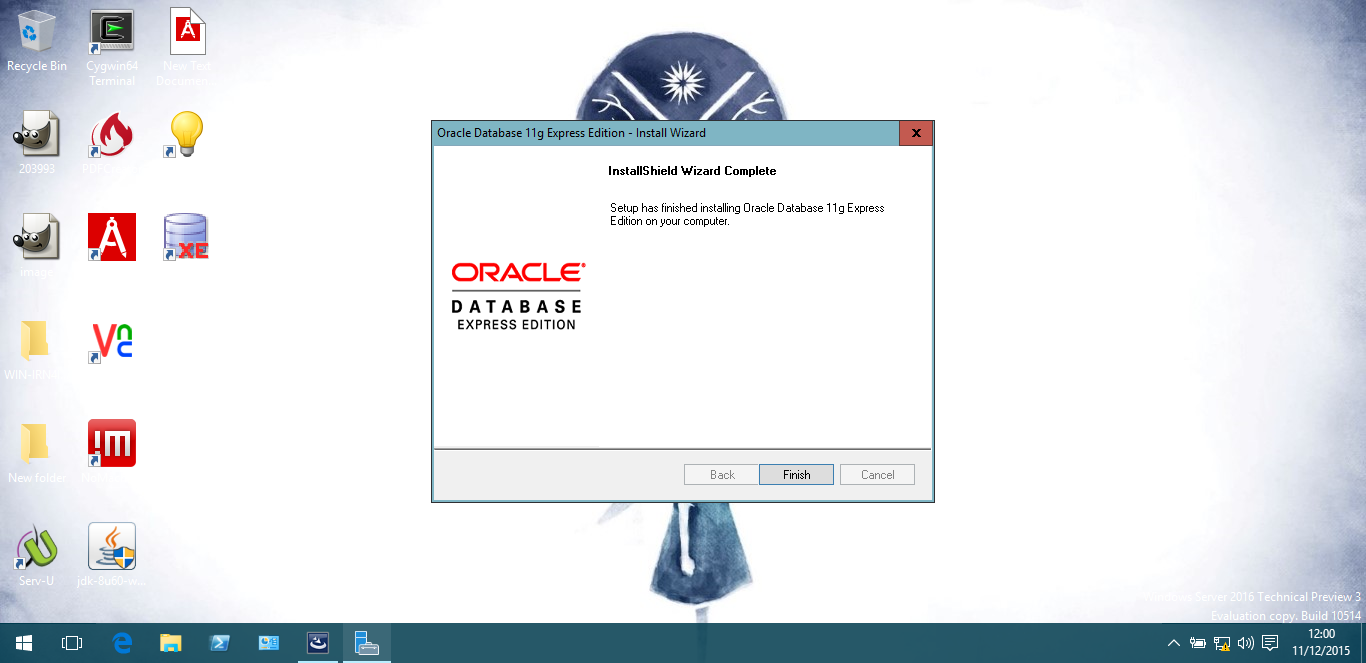 Recycle Bin
Cygwin64
Terminal
New Text
Documen...
203993
images
WIN-iRN
New folder
Serv-U
jdk-8u60-w...
XE
Oracle Database 11g Express Edition - Install Wizard
InstallShield Wizard Complete
Setup has finished installing Oracle Database 11g Express
Edition on your computer.
ORACLE®
DATABASE
EXPRESS EDITION
Back
Finish
Cancel
Windows Server 2016 Technical Preview 3
Evaluation copy. Build 10514
12:00
11/12/2015